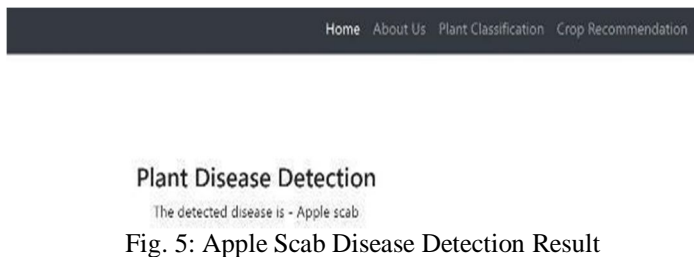 Home About Us Plant Classification Crop Recommendation
Plant Disease Detection
The detected disease is - Apple scab
Fig. 5: Apple Scab Disease Detection Result